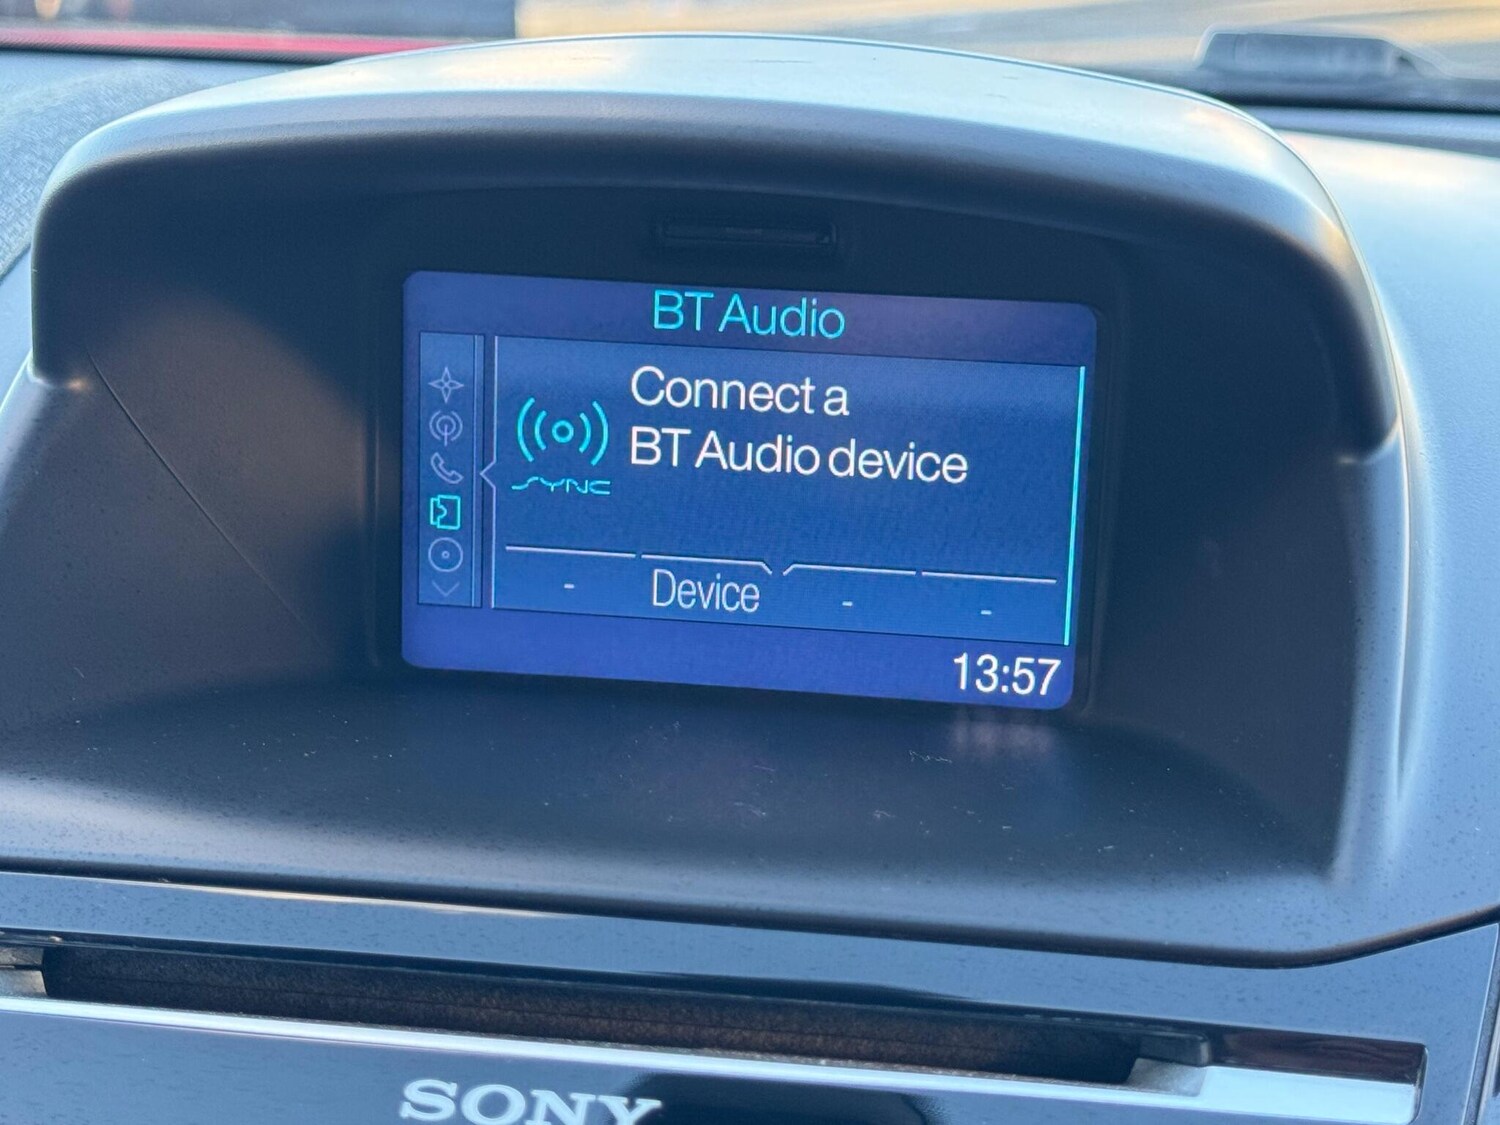 BT Audio
Connect a
BT Audio device
SYNC
- Device - -
13:57
SONY